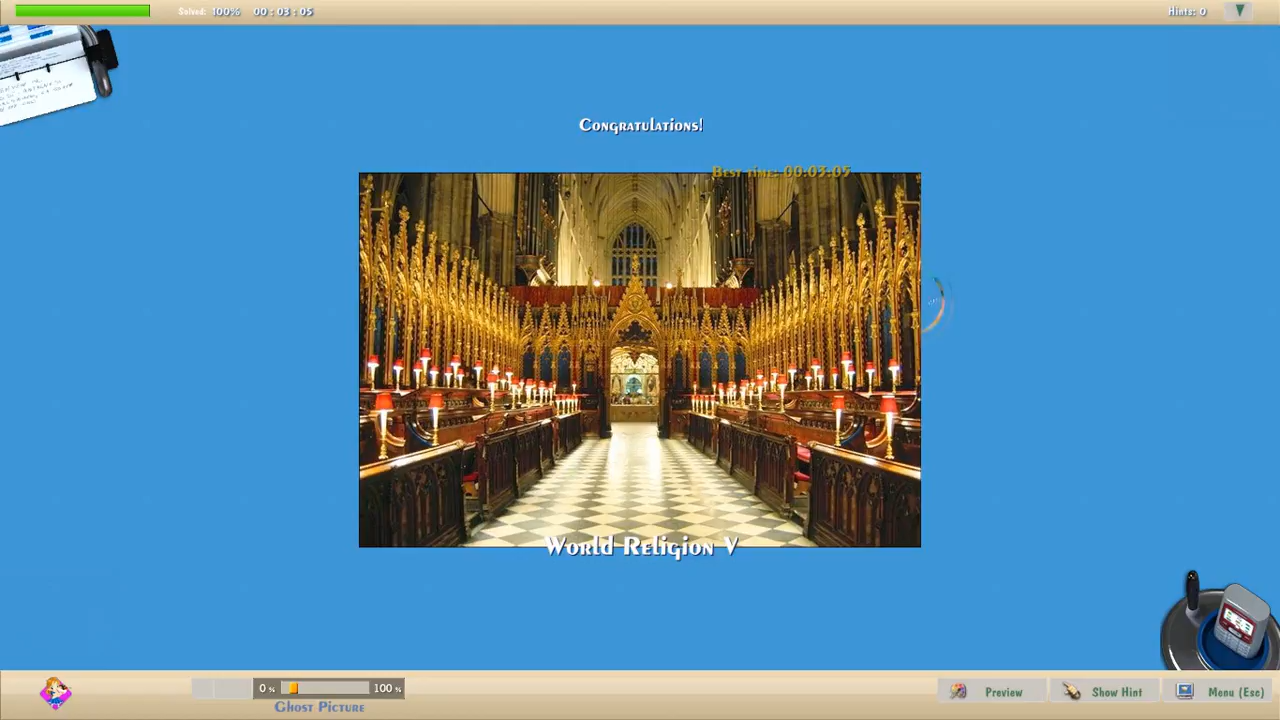 Solved: 100% 00:03:05 Hints: 0
Congratulations!
Best time: 00:03:05
World Religion V
0 % 100 %
Ghost Picture
Preview Show Hint Menu (Esc)